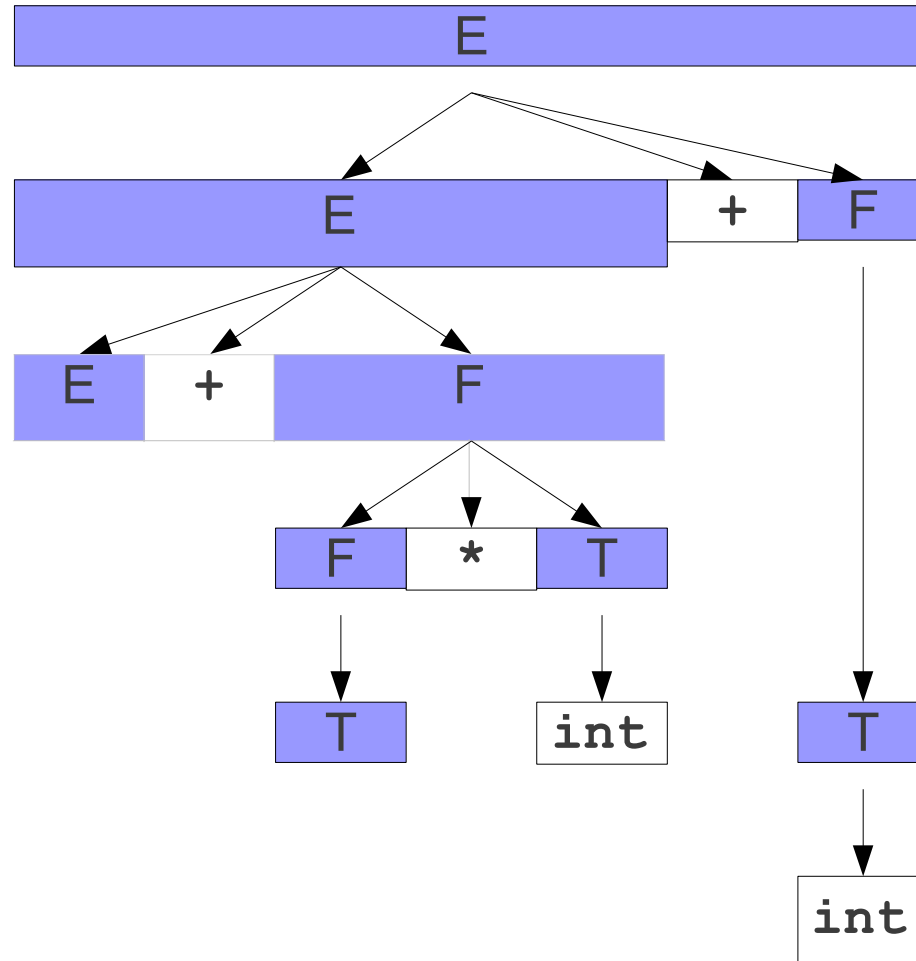 E
E + F
E + F
F * T
T int T
int